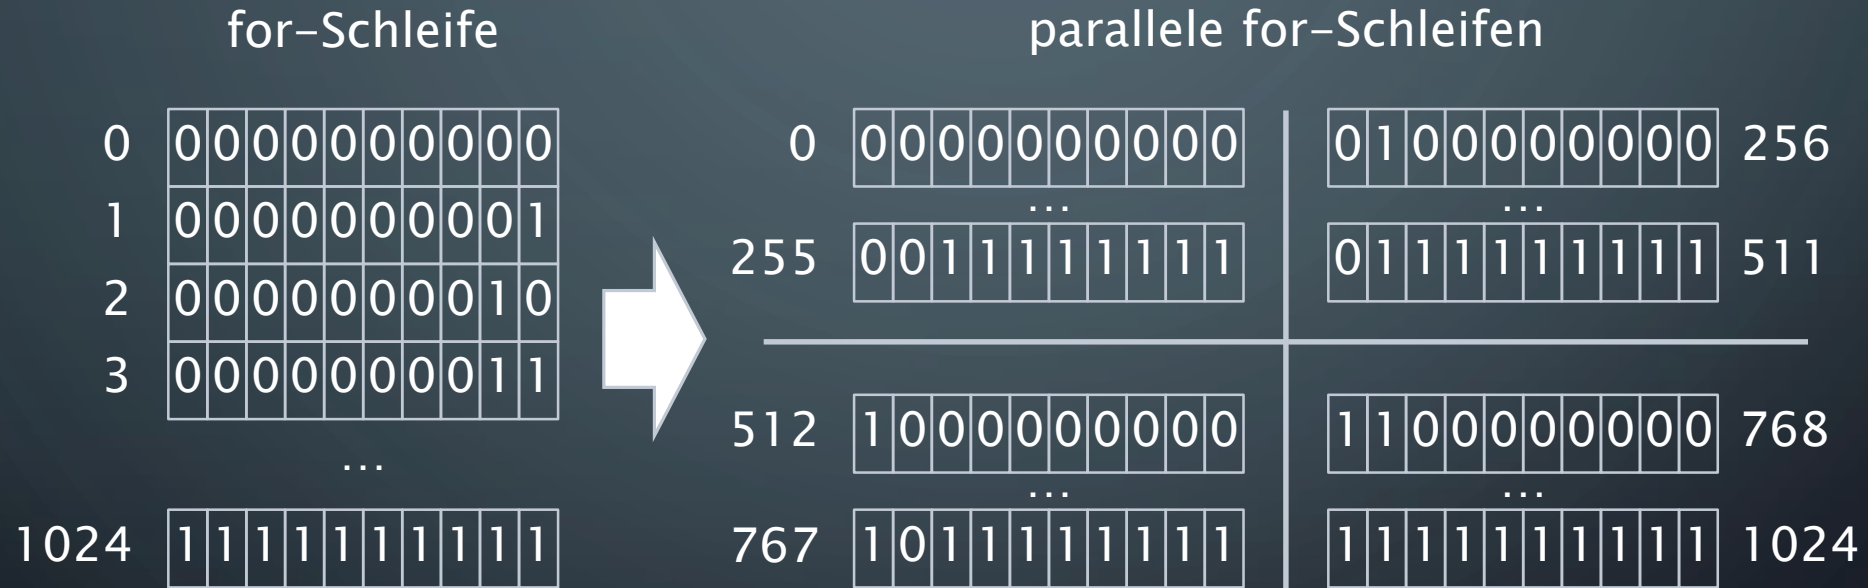 for-Schleife
0 0000000000
1 0000000001
2 0000000010
3 0000000011
...
1024 1111111111
parallele for-Schleifen
0 0000000000 0100000000 256
... ...
255 0011111111 0111111111 511
512 1000000000 1100000000 768
... ...
767 1011111111 1111111111 1024